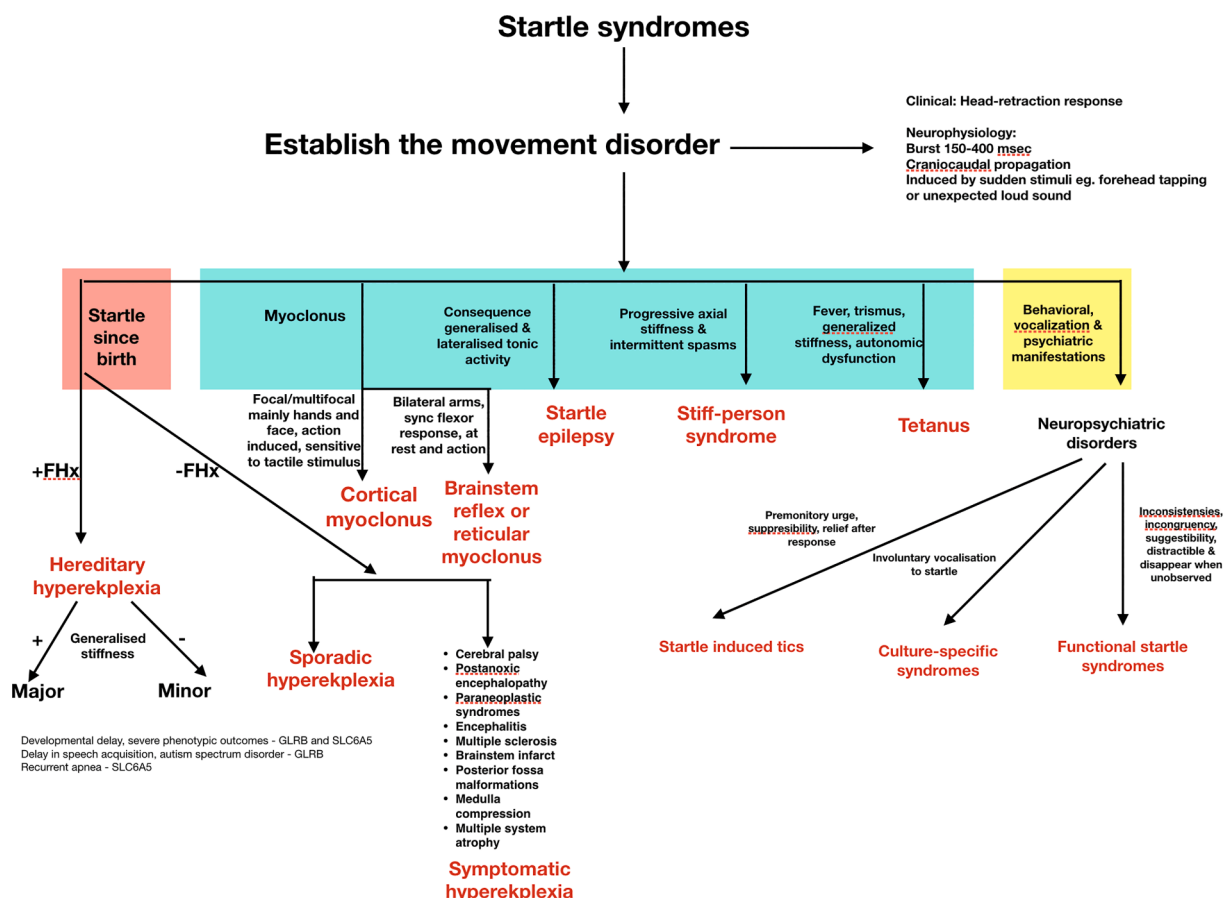 Startle syndromes
Establish the movement disorder
Clinical: Head-retraction response
Neurophysiology:
Burst 150-400 msec
Craniocaudal propagation
Induced by sudden stimuli eg. forehead tapping
or unexpected loud sound
Startle
since
birth
Myoclonus
Consequence
generalised &
lateralised tonic
activity
Progressive axial
stiffness &
intermittent spasms
Fever, trismus,
generalized
stiffness, autonomic
dysfunction
Behavioral,
vocalization &
psychiatric
manifestations
Focal/multifocal
mainly hands and
face, action
induced, sensitive
to tactile stimulus
Bilateral arms,
sync flexor
response, at
rest and action
Startle
epilepsy
Stiff-person
syndrome
Tetanus
Neuropsychiatric
disorders
+FHx
-FHx
Cortical
myoclonus
Brainstem
reflex or
reticular
myoclonus
Premonitory urge,
suppresibility, relief after
response
Involuntary vocalisation
to startle
Inconsistensies,
incongruency,
suggestibility,
distractible &
disappear when
unobserved
Hereditary
hyperekplexia
+
Generalised
stiffness
-
Major
Minor
Sporadic
hyperekplexia
• Cerebral palsy
• Postanoxic
encephalopathy
• Paraneoplastic
syndromes
• Encephalitis
• Multiple sclerosis
• Brainstem infarct
• Posterior fossa
malformations
• Medulla
compression
• Multiple system
atrophy
Symptomatic
hyperekplexia
Startle induced tics
Culture-specific
syndromes
Functional startle
syndromes
Developmental delay, severe phenotypic outcomes - GLRB and SLC6A5
Delay in speech acquisition, autism spectrum disorder - GLRB
Recurrent apnea - SLC6A5